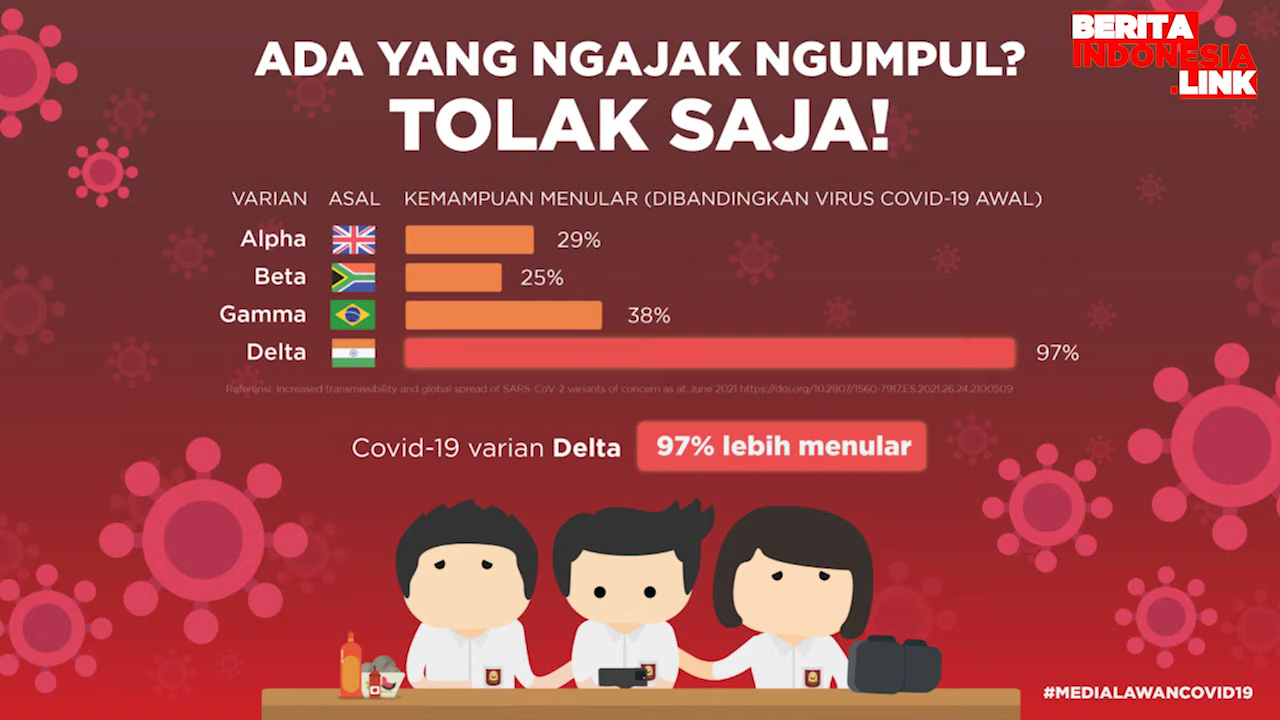 BERITA
INDONESIA
.LINK
ADA YANG NGAJAK NGUMPUL?
TOLAK SAJA!
VARIAN ASAL KEMAMPUAN MENULAR (DIBANDINGKAN VIRUS COVID-19 AWAL)
Alpha 29%
Beta 25%
Gamma 38%
Delta 97%
Referensi: Increased transmissibility and global spread of SARS-CoV-2 variants of concern as at June 2021 https://doi.org/10.2807/1560-7917.ES.2021.26.24.2100509
Covid-19 varian Delta 97% lebih menular
#MEDIALAWANCOVID19